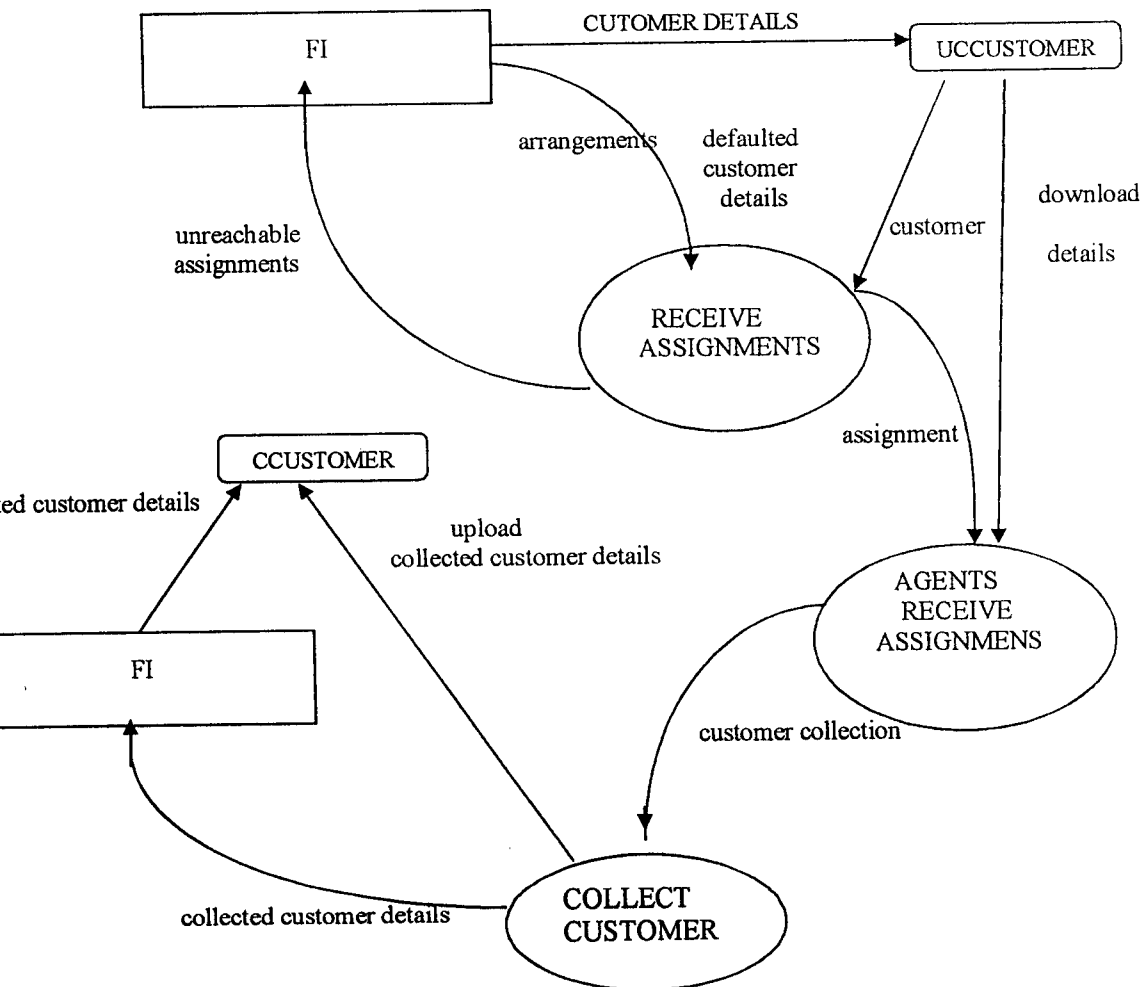 CUTOMER DETAILS
FI
UCCUSTOMER
arrangements
defaulted
customer
details
download
details
customer
unreachable
assignments
RECEIVE
ASSIGNMENTS
assignment
CCUSTOMER
customer details
upload
collected customer details
AGENTS
RECEIVE
ASSIGNMENS
FI
customer collection
COLLECT
CUSTOMER
collected customer details